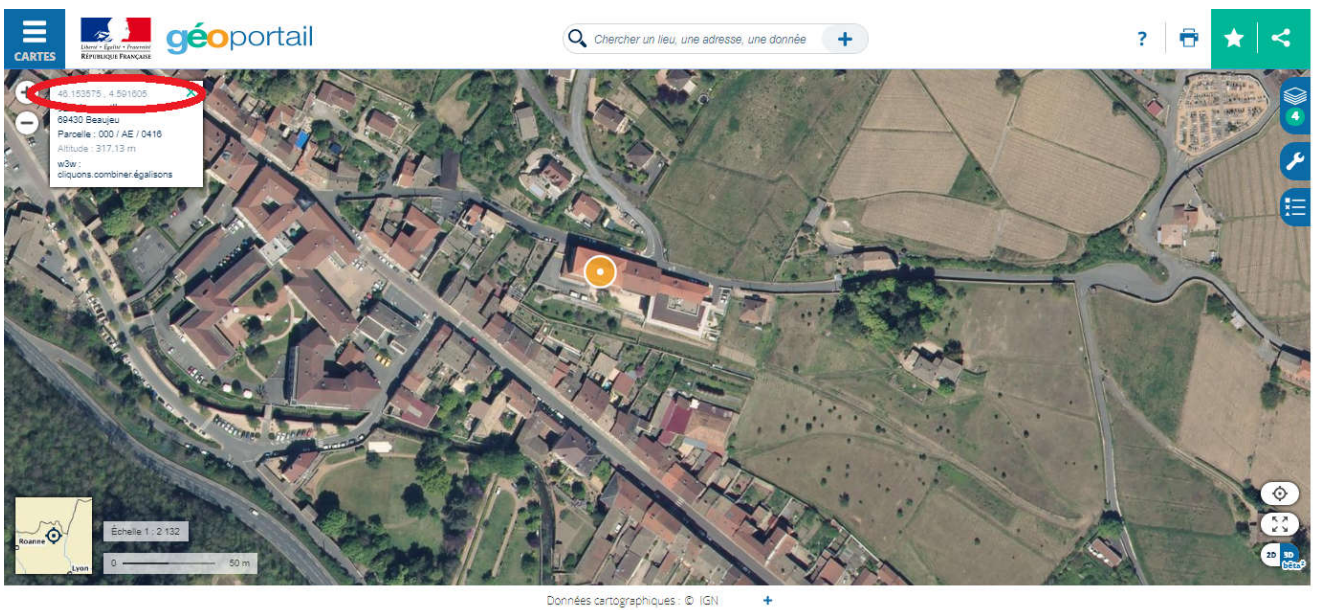 CARTES
Liberté • Égalité • Fraternité
RÉPUBLIQUE FRANÇAISE
géoportail
Chercher un lieu, une adresse, une donnée
+
?
46.153575 , 4.591605
69430 Beaujeu
Parcelle : 000 / AE / 0416
Altitude : 317,13 m
w3w :
cliquons.combiner.égalisons
4
Roanne
Lyon
Échelle 1 : 2 132
0 50 m
2D 3D
bêta
Données cartographiques : © IGN +